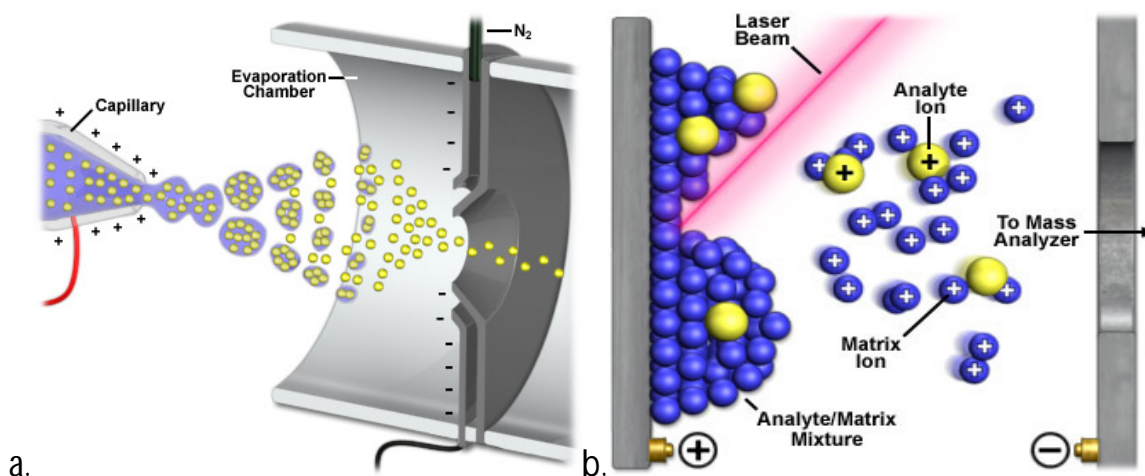 N₂
Evaporation
Chamber
Capillary
+ + + + + + + +
+ + + + + +
- - - - - - - - - -
a.
Laser
Beam
Analyte
Ion
To Mass
Analyzer
Matrix
Ion
Analyte/Matrix
Mixture
+
−
b.